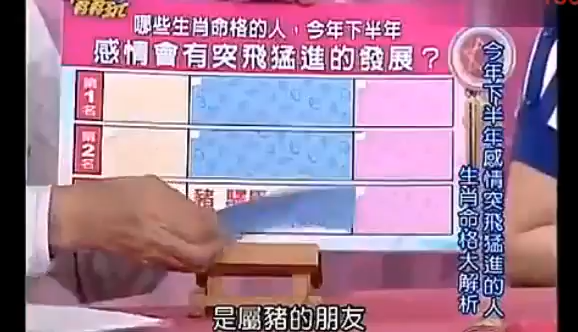 哪些生肖命格的人，今年下半年
感情會有突飛猛進的發展？
第1名
第2名
豬
今年下半年感情突飛猛進的人
生肖命格大解析
是屬豬的朋友